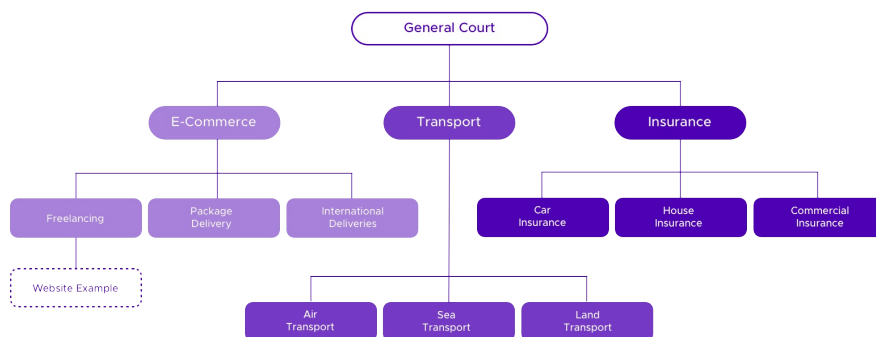 General Court
E-Commerce
Transport
Insurance
Freelancing
Package
Delivery
International
Deliveries
Car
Insurance
House
Insurance
Commercial
Insurance
Website Example
Air
Transport
Sea
Transport
Land
Transport